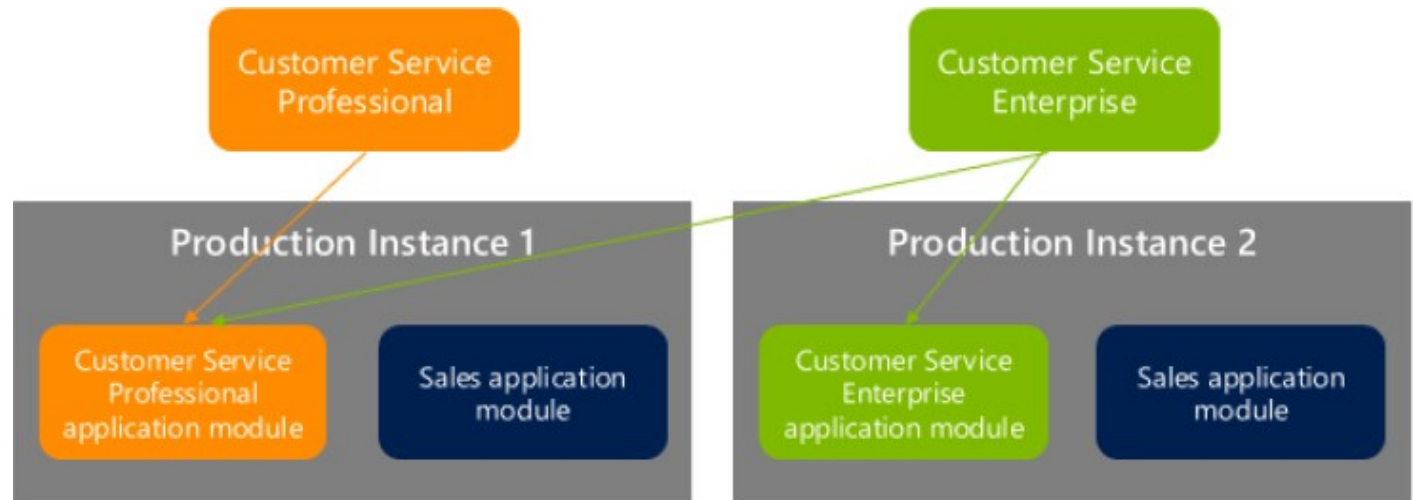 Customer Service
Professional
Customer Service
Enterprise
Production Instance 1
Production Instance 2
Customer Service
Professional
application module
Sales application
module
Customer Service
Enterprise
application module
Sales application
module